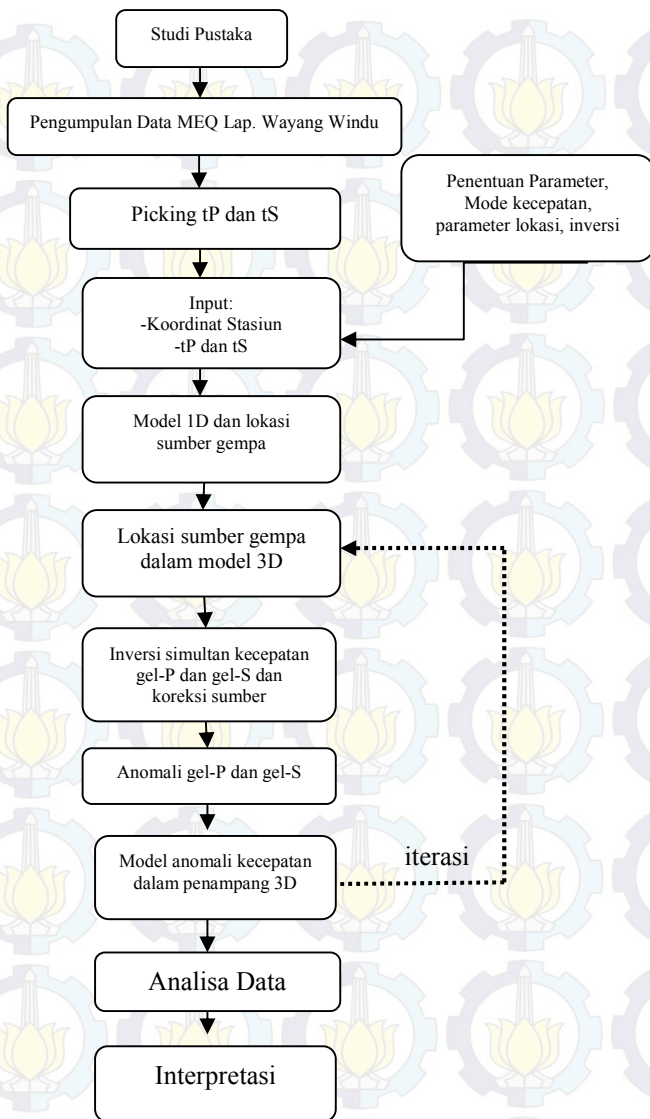 Studi Pustaka
Pengumpulan Data MEQ Lap. Wayang Windu
Picking tP dan tS
Penentuan Parameter,
Mode kecepatan,
parameter lokasi, inversi
Input:
-Koordinat Stasiun
-tP dan tS
Model 1D dan lokasi
sumber gempa
Lokasi sumber gempa
dalam model 3D
Inversi simultan kecepatan
gel-P dan gel-S dan
koreksi sumber
Anomali gel-P dan gel-S
Model anomali kecepatan
dalam penampang 3D
iterasi
Analisa Data
Interpretasi